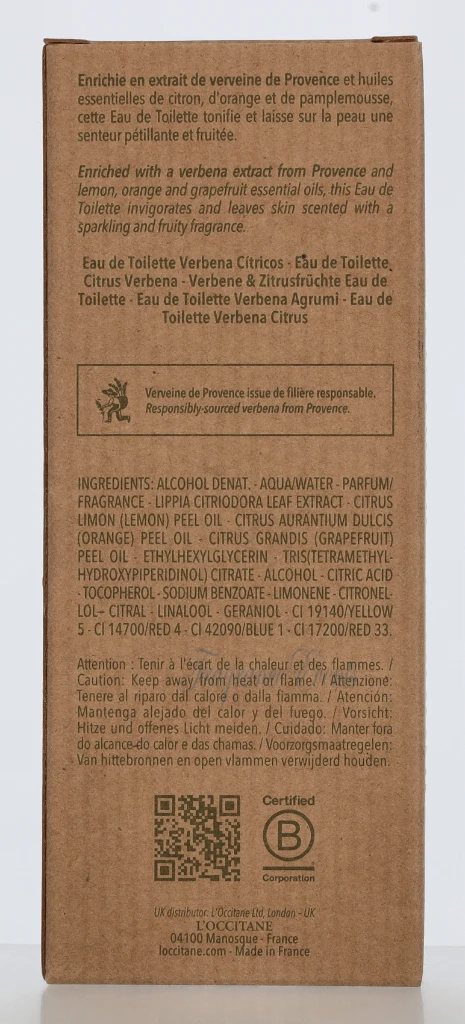 Enrichie en extrait de verveine de Provence et huiles
essentielles de citron, d'orange et de pamplemousse,
cette Eau de Toilette tonifie et laisse sur la peau une
senteur pétillante et fruitée.
Enriched with a verbena extract from Provence and
lemon, orange and grapefruit essential oils, this Eau de
Toilette invigorates and leaves skin scented with a
sparkling and fruity fragrance.
Eau de Toilette Verbena Cítricos - Eau de Toilette
Citrus Verbena - Verbene & Zitrusfrüchte Eau de
Toilette - Eau de Toilette Verbena Agrumi - Eau de
Toilette Verbena Citrus
Verveine de Provence issue de filière responsable.
Responsibly-sourced verbena from Provence.
INGREDIENTS: ALCOHOL DENAT. - AQUA/WATER - PARFUM/
FRAGRANCE - LIPPIA CITRIODORA LEAF EXTRACT - CITRUS
LIMON (LEMON) PEEL OIL - CITRUS AURANTIUM DULCIS
(ORANGE) PEEL OIL - CITRUS GRANDIS (GRAPEFRUIT)
PEEL OIL - ETHYLHEXYLGLYCERIN - TRIS(TETRAMETHYL-
HYDROXYPIPERIDINOL) CITRATE - ALCOHOL - CITRIC ACID
- TOCOPHEROL - SODIUM BENZOATE - LIMONENE - CITRONEL-
LOL - CITRAL - LINALOOL - GERANIOL - CI 19140/YELLOW
5 - CI 14700/RED 4 - CI 42090/BLUE 1 - CI 17200/RED 33.
Attention : Tenir à l'écart de la chaleur et des flammes. /
Caution: Keep away from heat or flame. / Attenzione:
Tenere al riparo dal calore o dalla fiamma. / Atención:
Mantenga alejado del calor y del fuego. / Vorsicht:
Hitze und offenes Licht meiden. / Cuidado: Manter fora
do alcance do calor e das chamas. / Voorzorgsmaatregelen:
Van hittebronnen en open vlammen verwijderd houden.
Certified
B
Corporation
UK distributor: L'Occitane Ltd, London - UK
L'OCCITANE
04100 Manosque - France
loccitane.com - Made in France